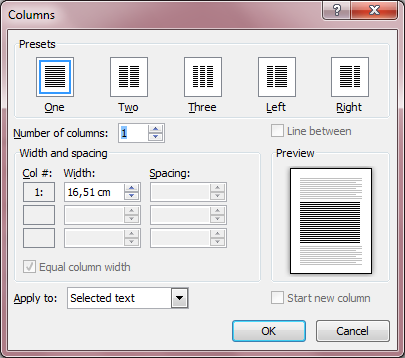 Columns
Presets
One Two Three Left Right
Number of columns: 1 Line between
Width and spacing Preview
Col #: Width: Spacing:
1: 16,51 cm
Equal column width
Apply to: Selected text Start new column
OK Cancel